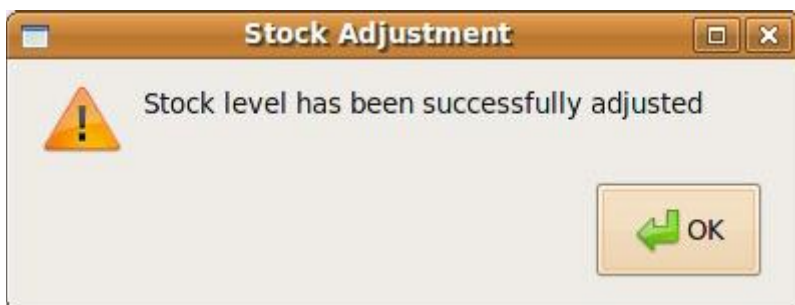 Stock Adjustment
Stock level has been successfully adjusted
OK